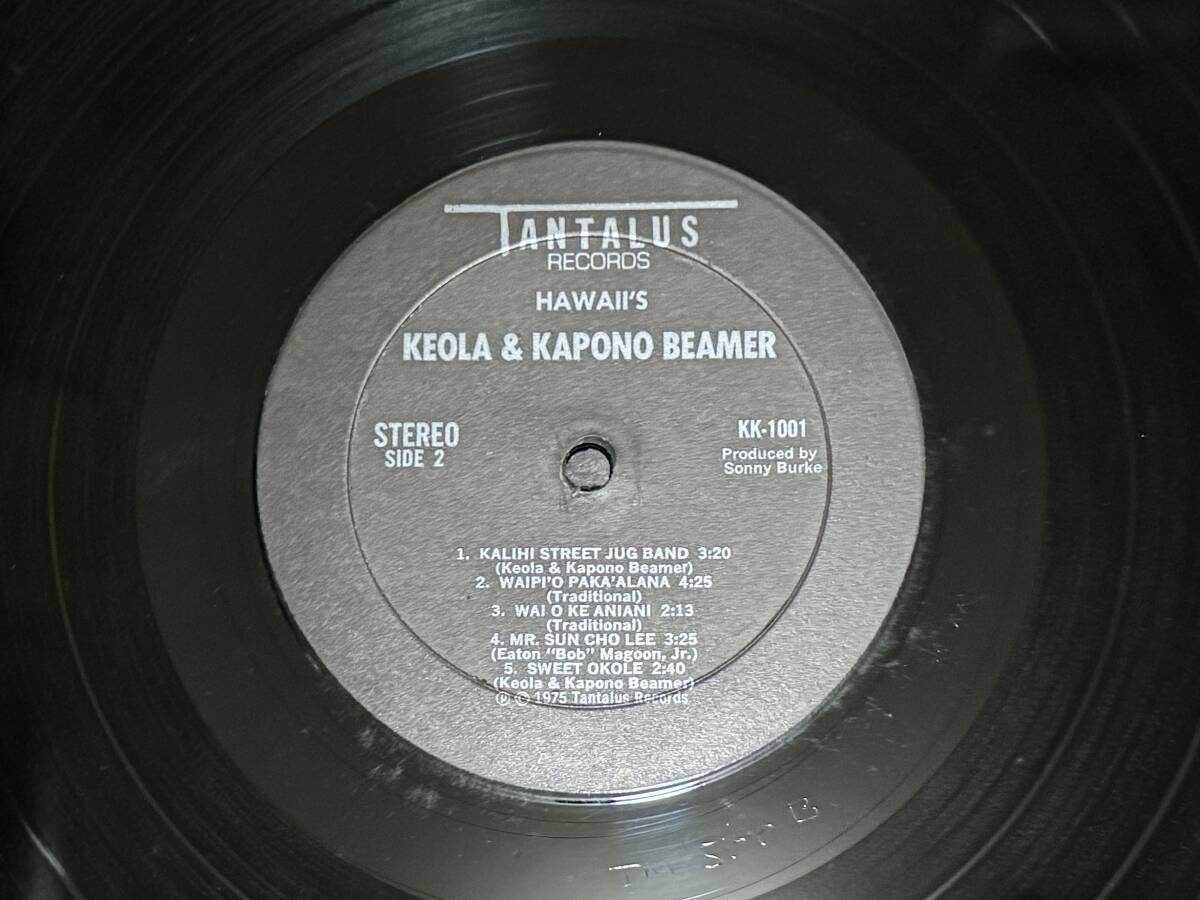 TANTALUS
RECORDS
HAWAII'S
KEOLA & KAPONO BEAMER
STEREO
SIDE 2
KK-1001
Produced by
Sonny Burke
1. KALIHI STREET JUG BAND 3:20
(Keola & Kapono Beamer)
2. WAIPI'O PAKA'ALANA 4:25
(Traditional)
3. WAI O KE ANIANI 2:13
(Traditional)
4. MR. SUN CHO LEE 3:25
(Eaton "Bob" Magoon, Jr.)
5. SWEET OKOLE 2:40
(Keola & Kapono Beamer)
℗ © 1975 Tantalus Records
B